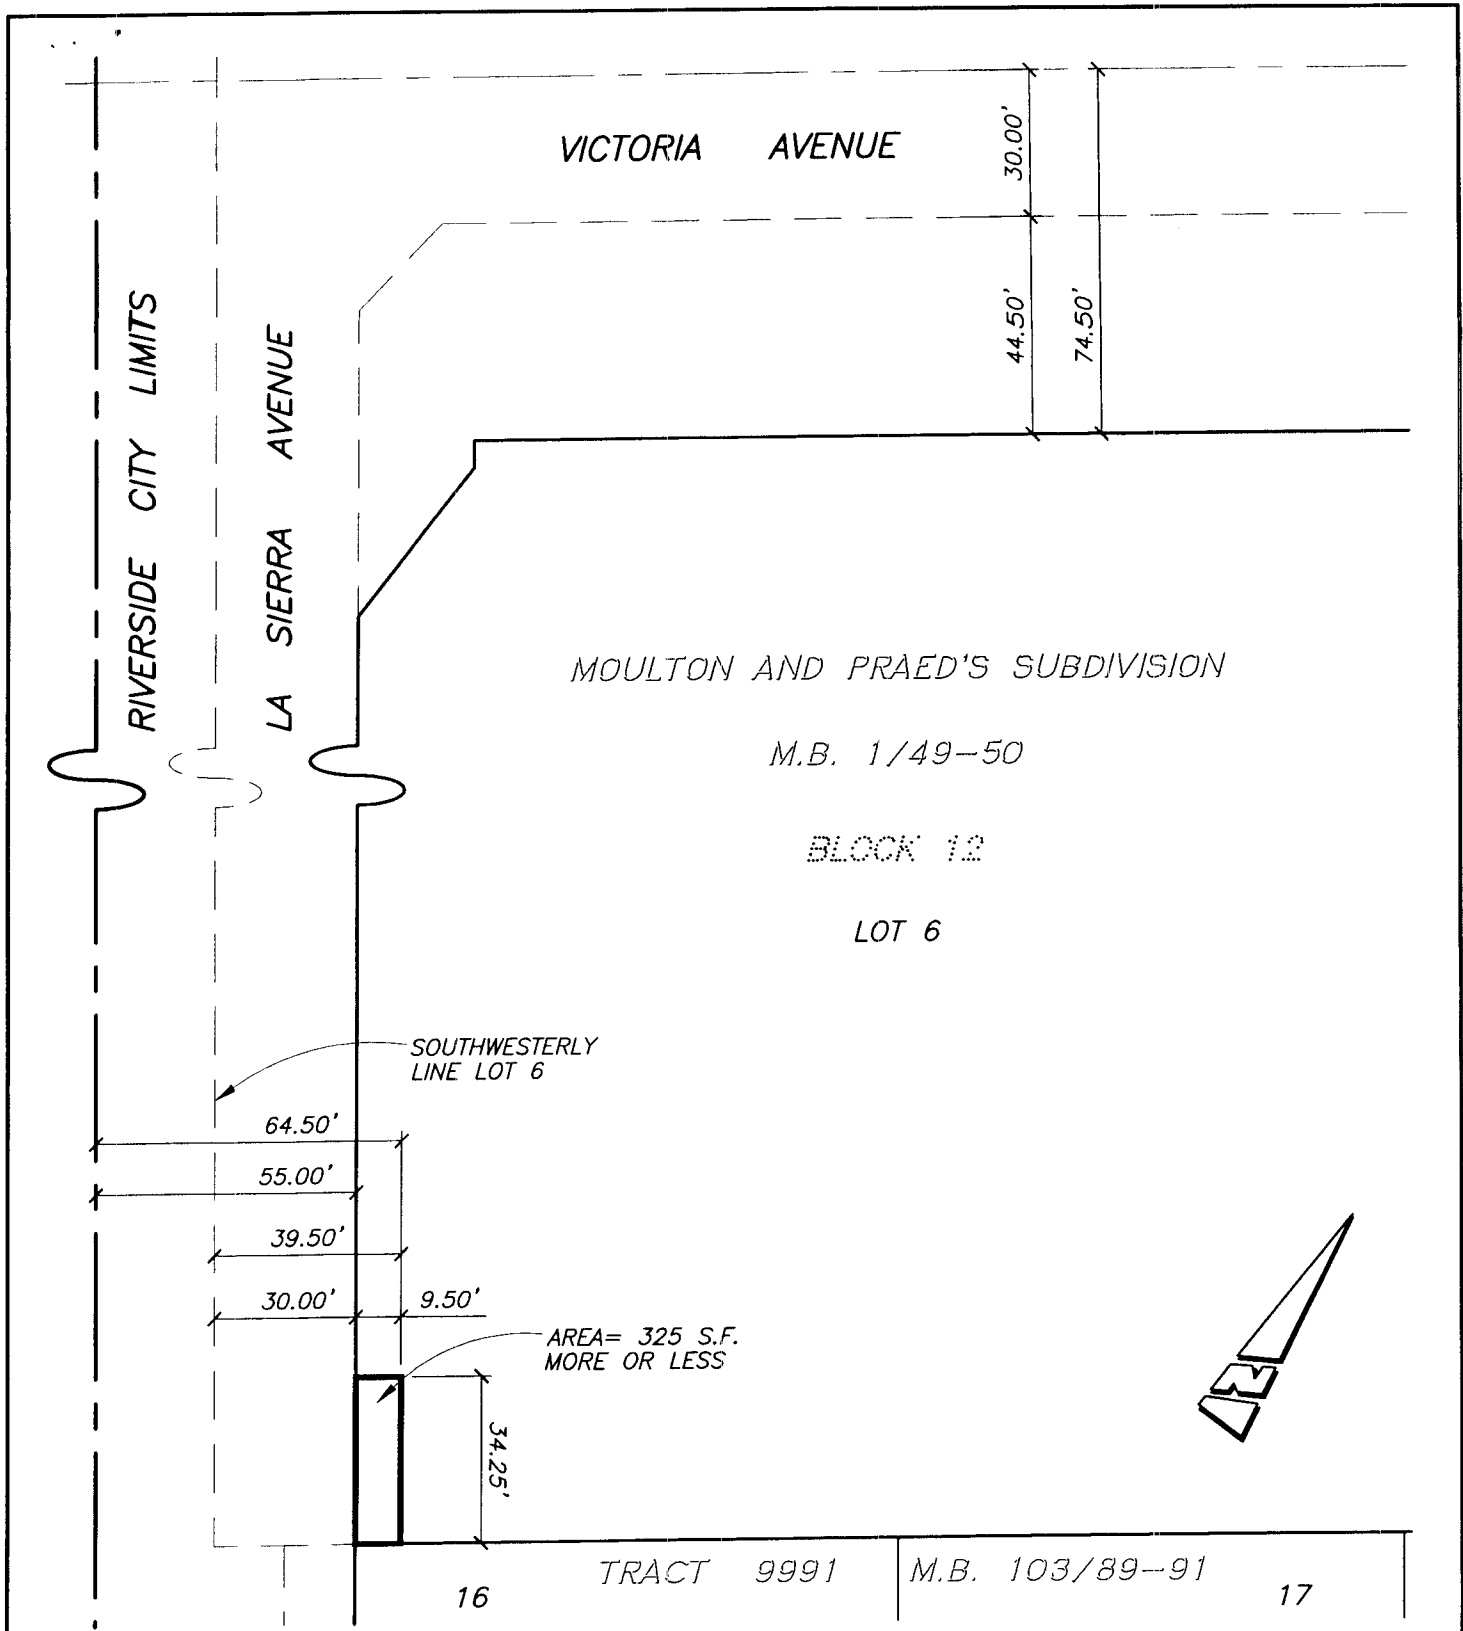 VICTORIA AVENUE
30.00'
44.50'
74.50'
RIVERSIDE CITY LIMITS
LA SIERRA AVENUE
MOULTON AND PRAED'S SUBDIVISION
M.B. 1/49-50
BLOCK 12
LOT 6
SOUTHWESTERLY
LINE LOT 6
64.50'
55.00'
39.50'
30.00'
9.50'
AREA= 325 S.F.
MORE OR LESS
34.25'
N
TRACT 9991
M.B. 103/89-91
16
17